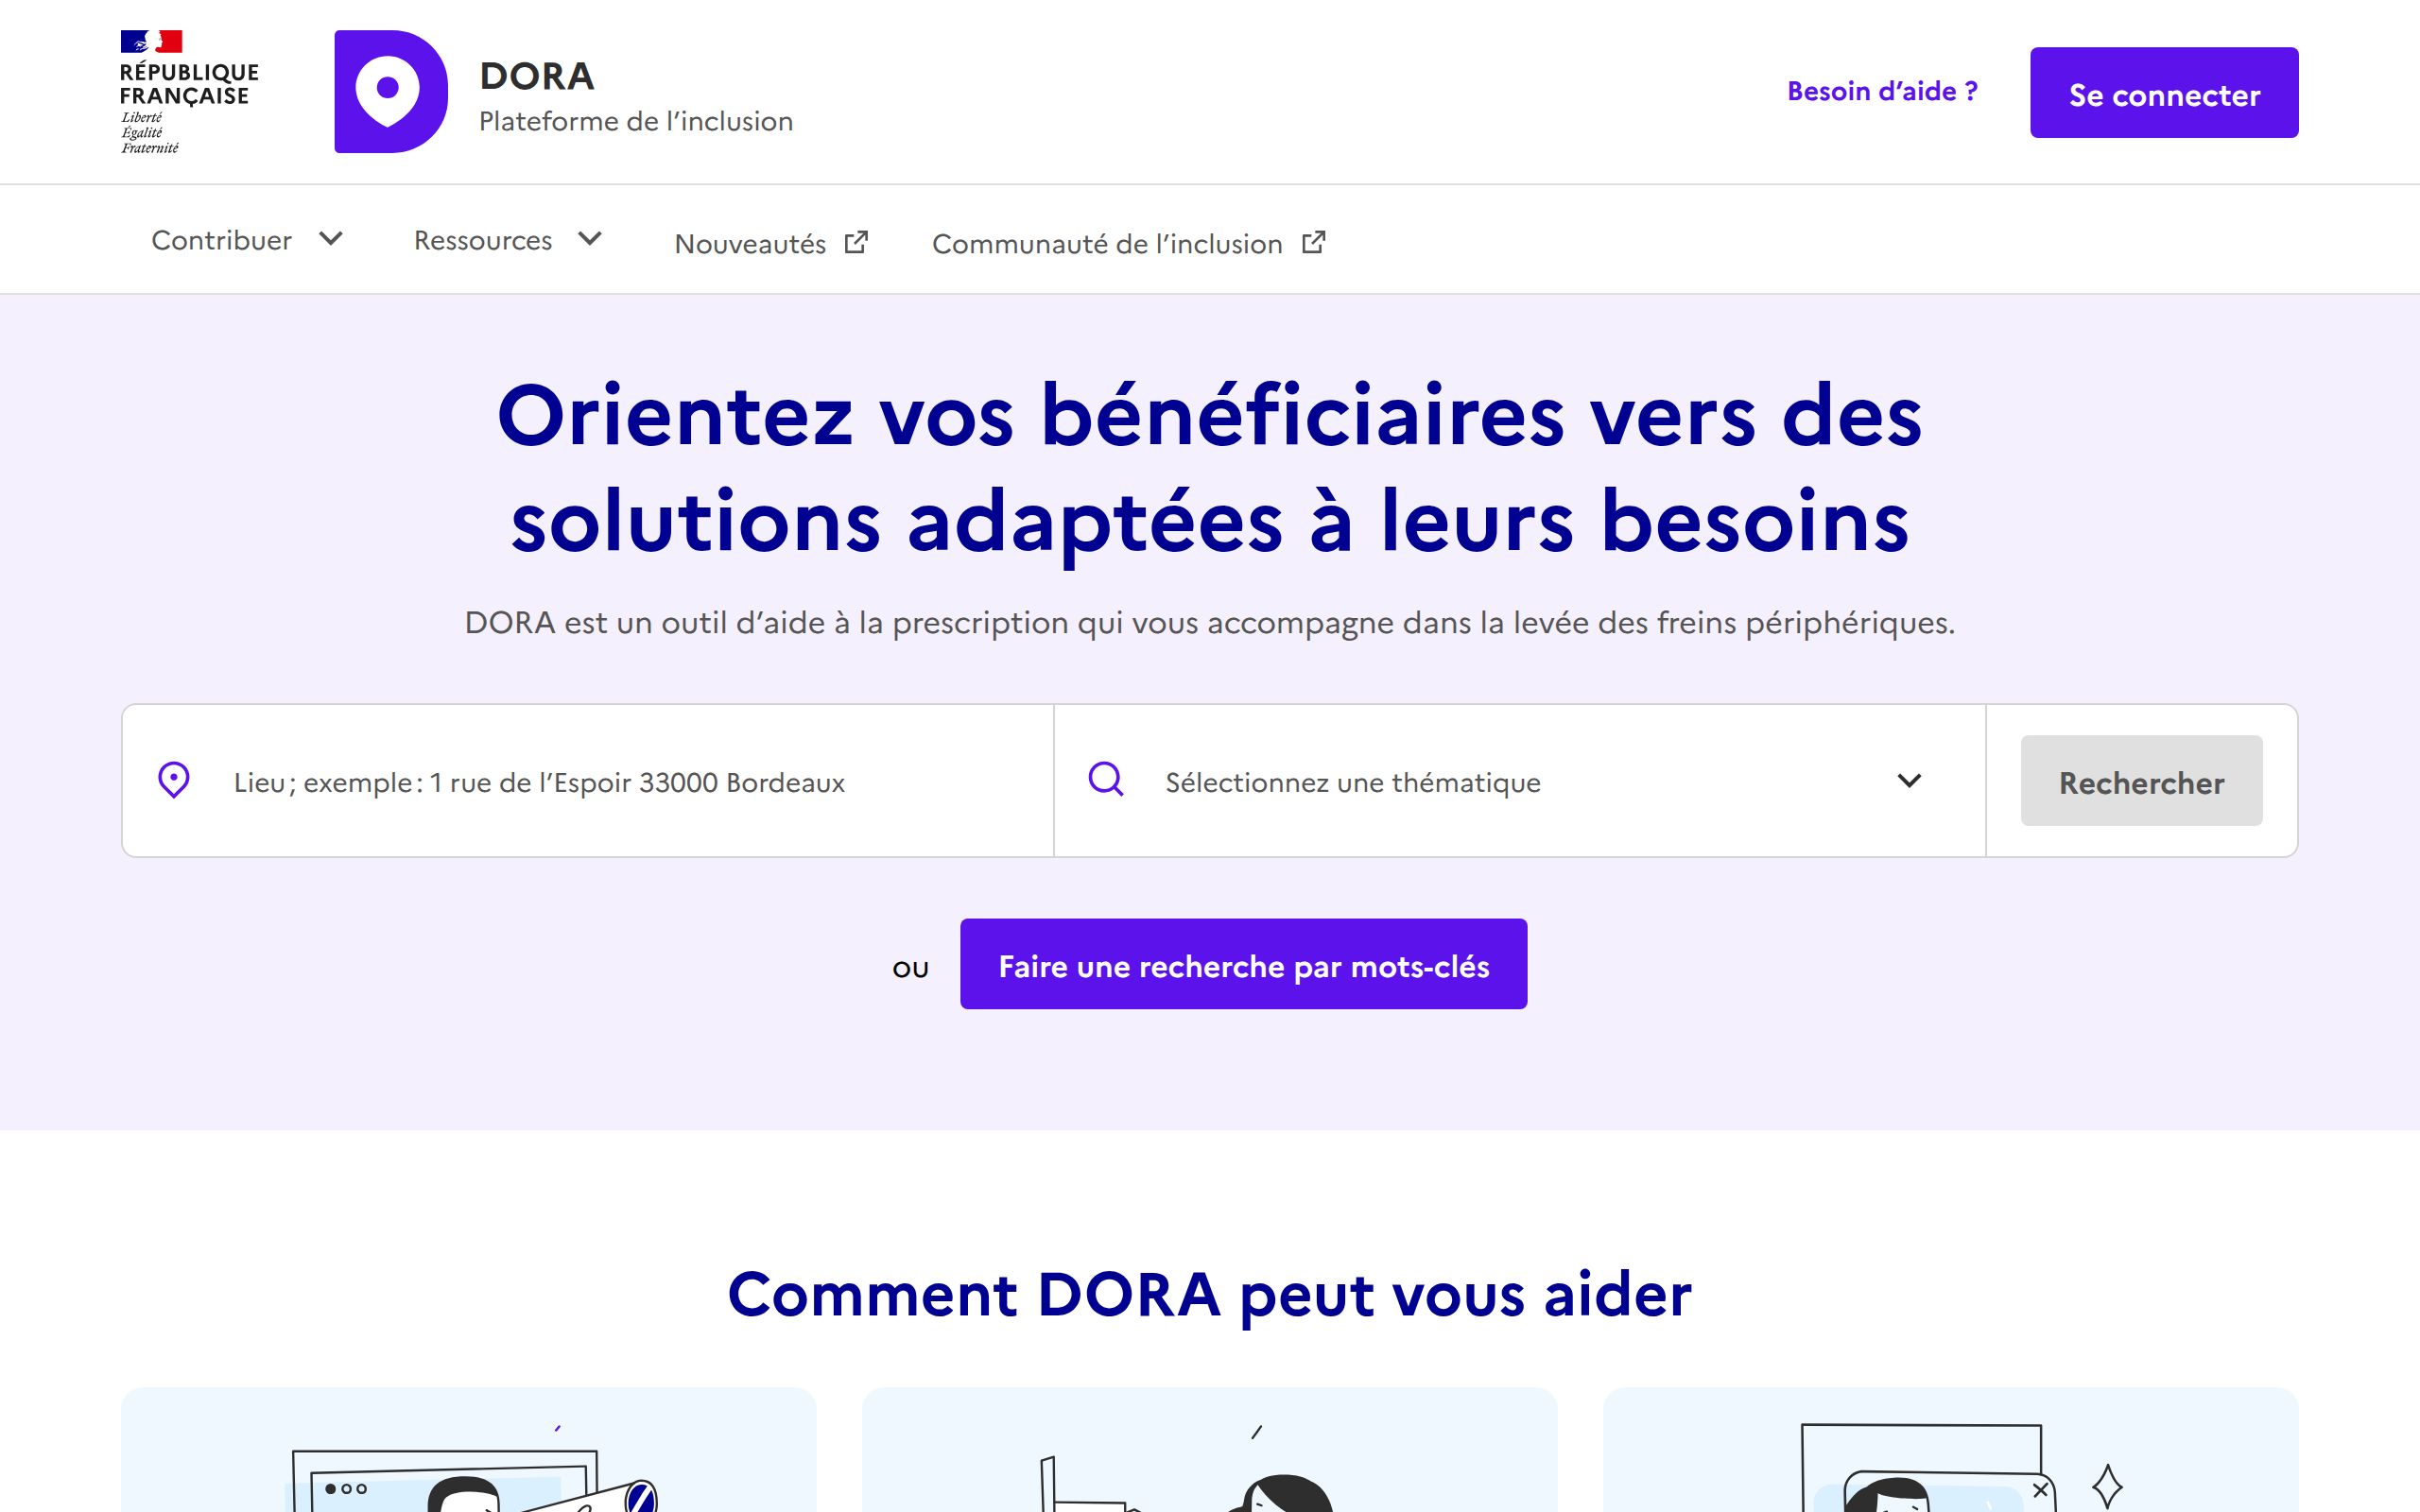 RÉPUBLIQUE
FRANÇAISE
Liberté
Égalité
Fraternité
DORA
Plateforme de l’inclusion
Besoin d’aide ?
Se connecter
Contribuer
Ressources
Nouveautés
Communauté de l’inclusion
Orientez vos bénéficiaires vers des
solutions adaptées à leurs besoins
DORA est un outil d’aide à la prescription qui vous accompagne dans la levée des freins périphériques.
Lieu ; exemple : 1 rue de l’Espoir 33000 Bordeaux
Sélectionnez une thématique
Rechercher
ou
Faire une recherche par mots-clés
Comment DORA peut vous aider